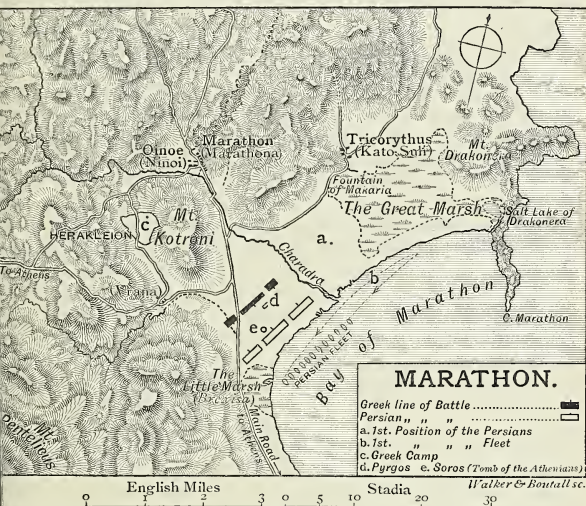 Oinoe
(Ninoi)
Marathon
(Marathona)
Tricorythus
(Kato-Suli)
Mt.
Drakonera
Fountain
of Makaria
The Great Marsh
Salt Lake of
Drakonera
HERAKLEION
c.
Mt.
Kotroni
a.
Charadra
To Athens
(Vrana)
b
d
e
PERSIAN FLEET
Bay of Marathon
C. Marathon
The
Little Marsh
(Brexisa)
Main Road
to Athens
Mt.
Pentelicus
MARATHON.
Greek line of Battle
Persian „ „ „
a. 1st. Position of the Persians
b. 1st. „ „ „ Fleet
c. Greek Camp
d. Pyrgos e. Soros (Tomb of the Athenians)
Walker & Boutall sc.
English Miles
0 1 2 3
Stadia
0 5 10 20 30